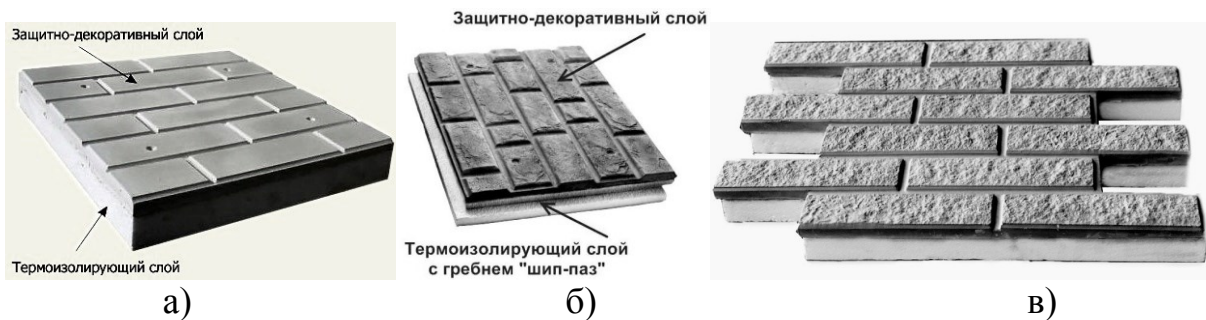 Защитно-декоративный слой
Термоизолирующий слой
Защитно-декоративный слой
Термоизолирующий слой
с гребнем "шип-паз"
а)
б)
в)